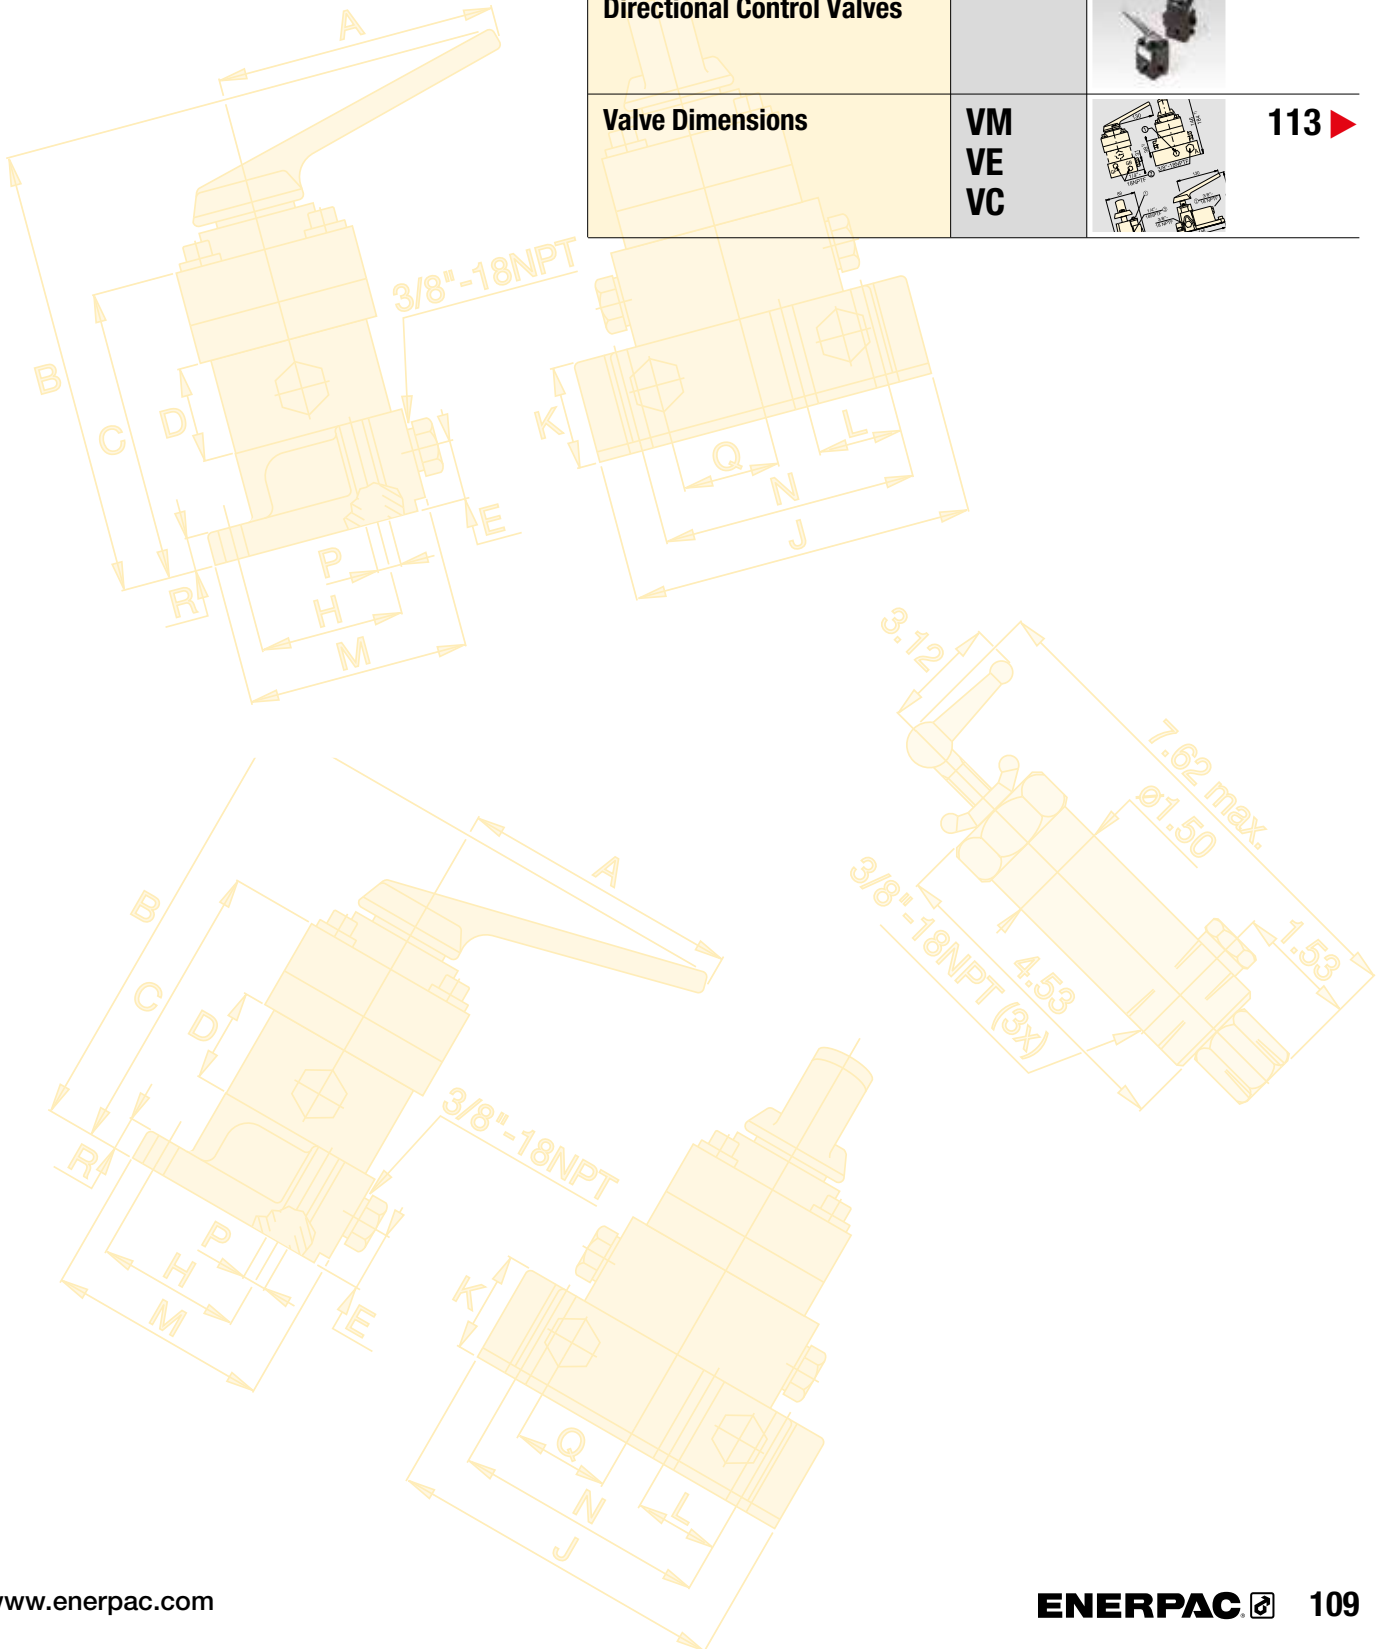 Directional Control Valves
Valve Dimensions
VM
VE
VC
113
A
B
C
D
3/8"-18NPT
E
P
H
R
M
K
L
Q
N
J
3.12
7.62 max.
ø1.50
3/8"-18NPT (3x)
4.53
1.53
A
B
C
D
3/8"-18NPT
R
P
H
M
E
K
Q
N
L
J
www.enerpac.com
ENERPAC
109